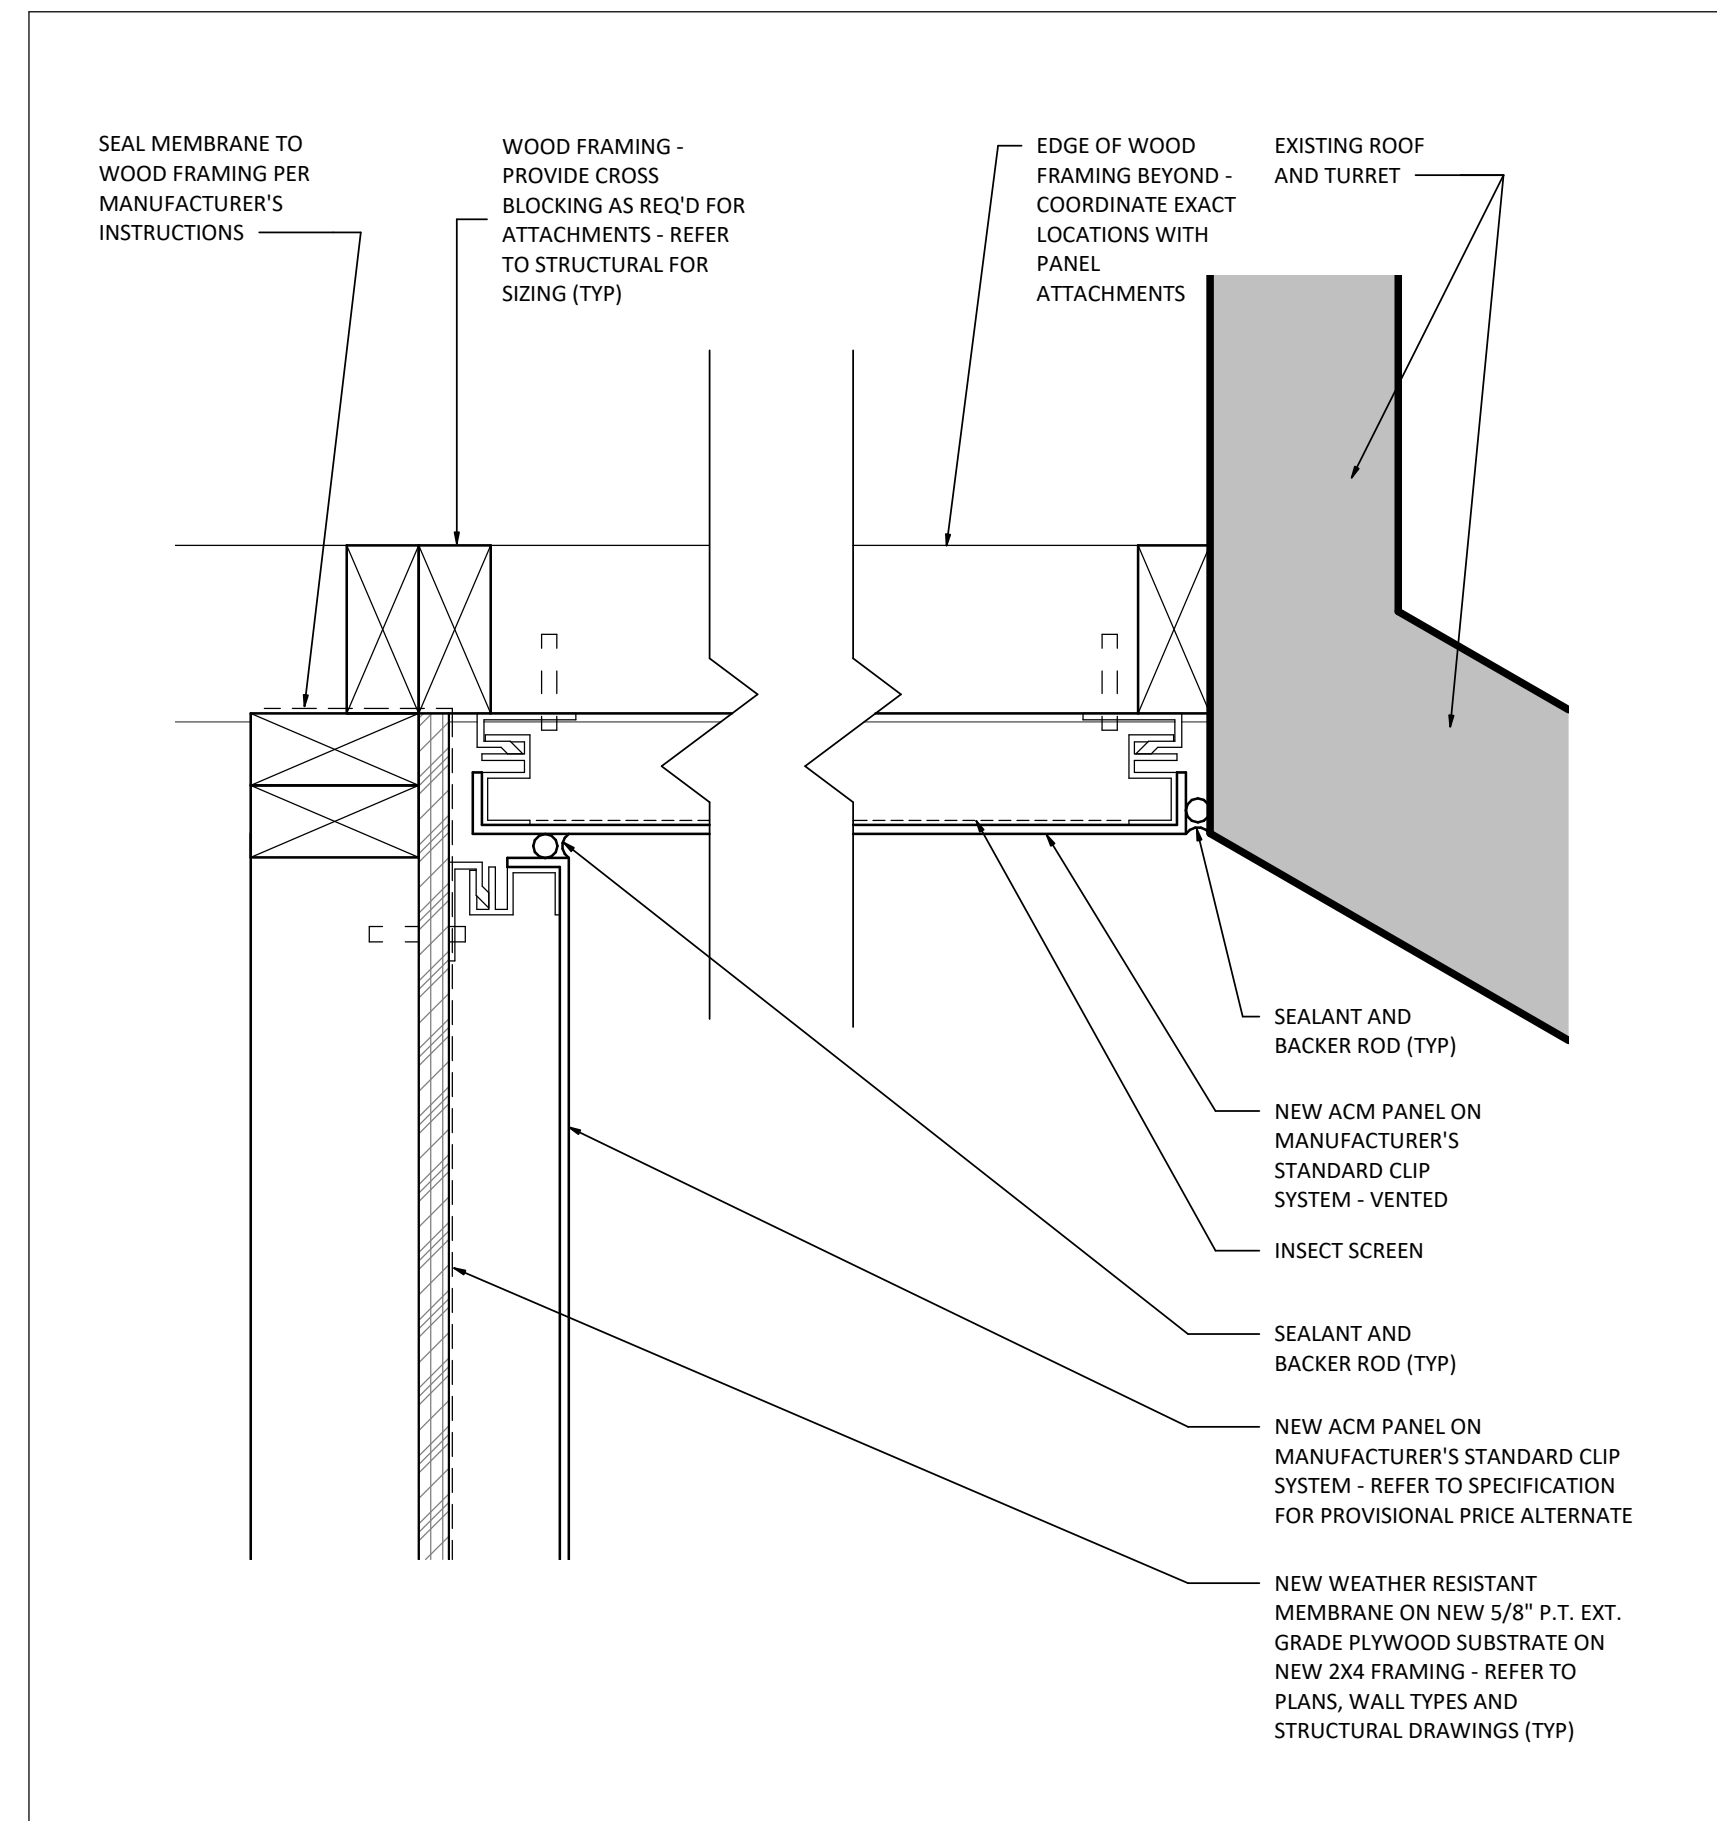 SEAL MEMBRANE TO
WOOD FRAMING PER
MANUFACTURER'S
INSTRUCTIONS
WOOD FRAMING -
PROVIDE CROSS
BLOCKING AS REQ'D FOR
ATTACHMENTS - REFER
TO STRUCTURAL FOR
SIZING (TYP)
EDGE OF WOOD
FRAMING BEYOND -
COORDINATE EXACT
LOCATIONS WITH
PANEL
ATTACHMENTS
EXISTING ROOF
AND TURRET
SEALANT AND
BACKER ROD (TYP)
NEW ACM PANEL ON
MANUFACTURER'S
STANDARD CLIP
SYSTEM - VENTED
INSECT SCREEN
SEALANT AND
BACKER ROD (TYP)
NEW ACM PANEL ON
MANUFACTURER'S STANDARD CLIP
SYSTEM - REFER TO SPECIFICATION
FOR PROVISIONAL PRICE ALTERNATE
NEW WEATHER RESISTANT
MEMBRANE ON NEW 5/8" P.T. EXT.
GRADE PLYWOOD SUBSTRATE ON
NEW 2X4 FRAMING - REFER TO
PLANS, WALL TYPES AND
STRUCTURAL DRAWINGS (TYP)